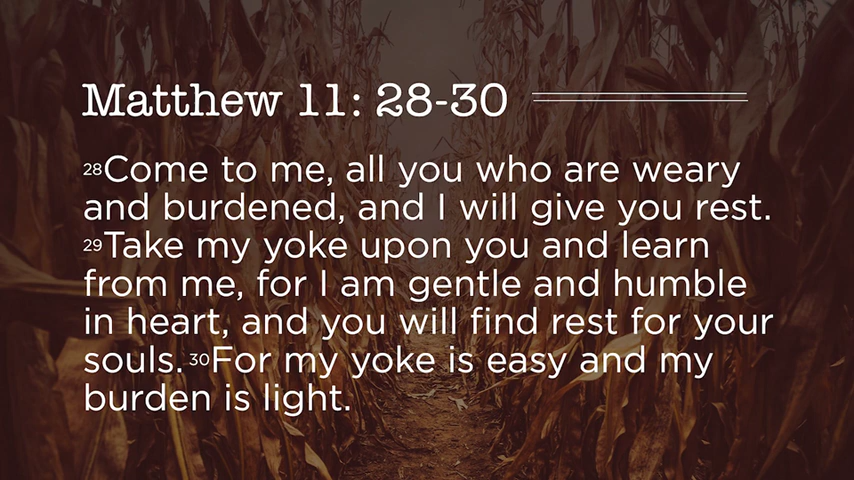 Matthew 11: 28-30
28Come to me, all you who are weary
and burdened, and I will give you rest.
29Take my yoke upon you and learn
from me, for I am gentle and humble
in heart, and you will find rest for your
souls. 30For my yoke is easy and my
burden is light.